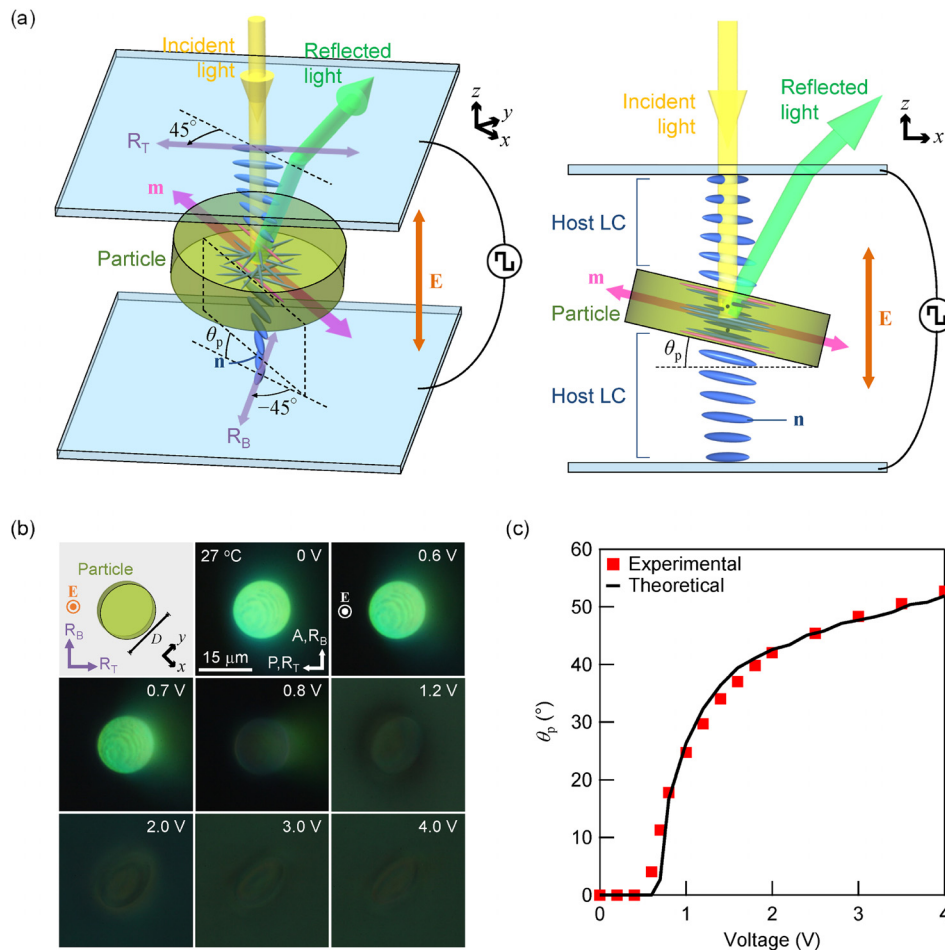 (a)
Incident
light
Reflected
light
45°
R_T
m
Particle
E
θ_p
n
−45°
R_B
z
y
x
Incident
light
Reflected
light
z
x
Host LC
m
Particle
E
θ_p
Host LC
n
(b)
Particle
E
R_B
R_T
D
y
x
27 °C
0 V
15 μm
A,R_B
P,R_T
0.6 V
E
0.7 V
0.8 V
1.2 V
2.0 V
3.0 V
4.0 V
(c)
60
50
40
30
20
10
0
θ_p (°)
Experimental
Theoretical
0 1 2 3 4
Voltage (V)